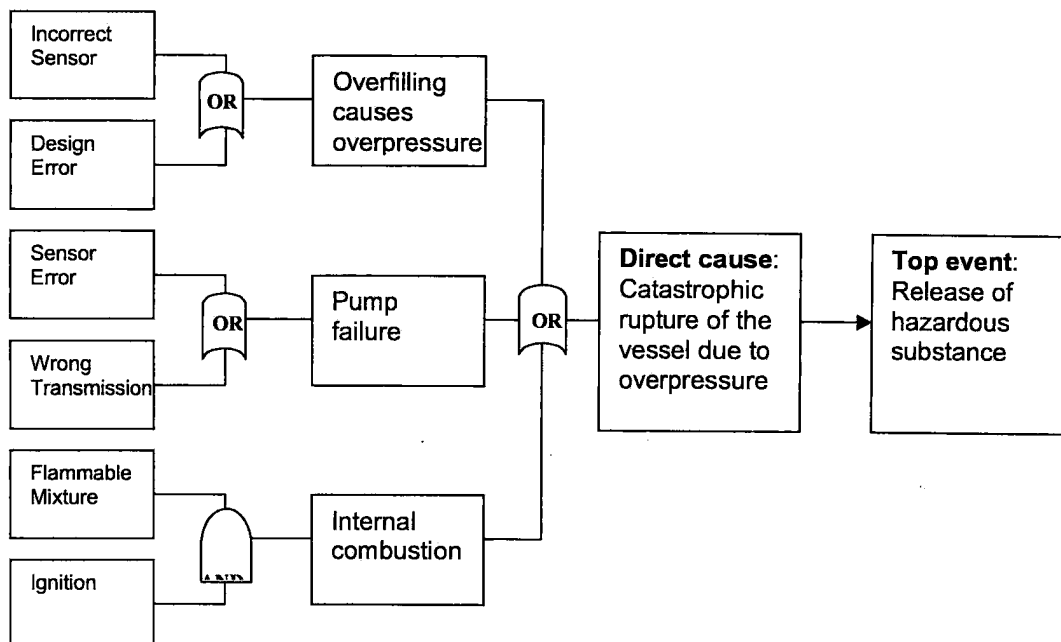 Incorrect
Sensor
OR
Design
Error
Overfilling
causes
overpressure
Sensor
Error
OR
Wrong
Transmission
Pump
failure
Flammable
Mixture
Ignition
Internal
combustion
OR
Direct cause:
Catastrophic
rupture of the
vessel due to
overpressure
Top event:
Release of
hazardous
substance